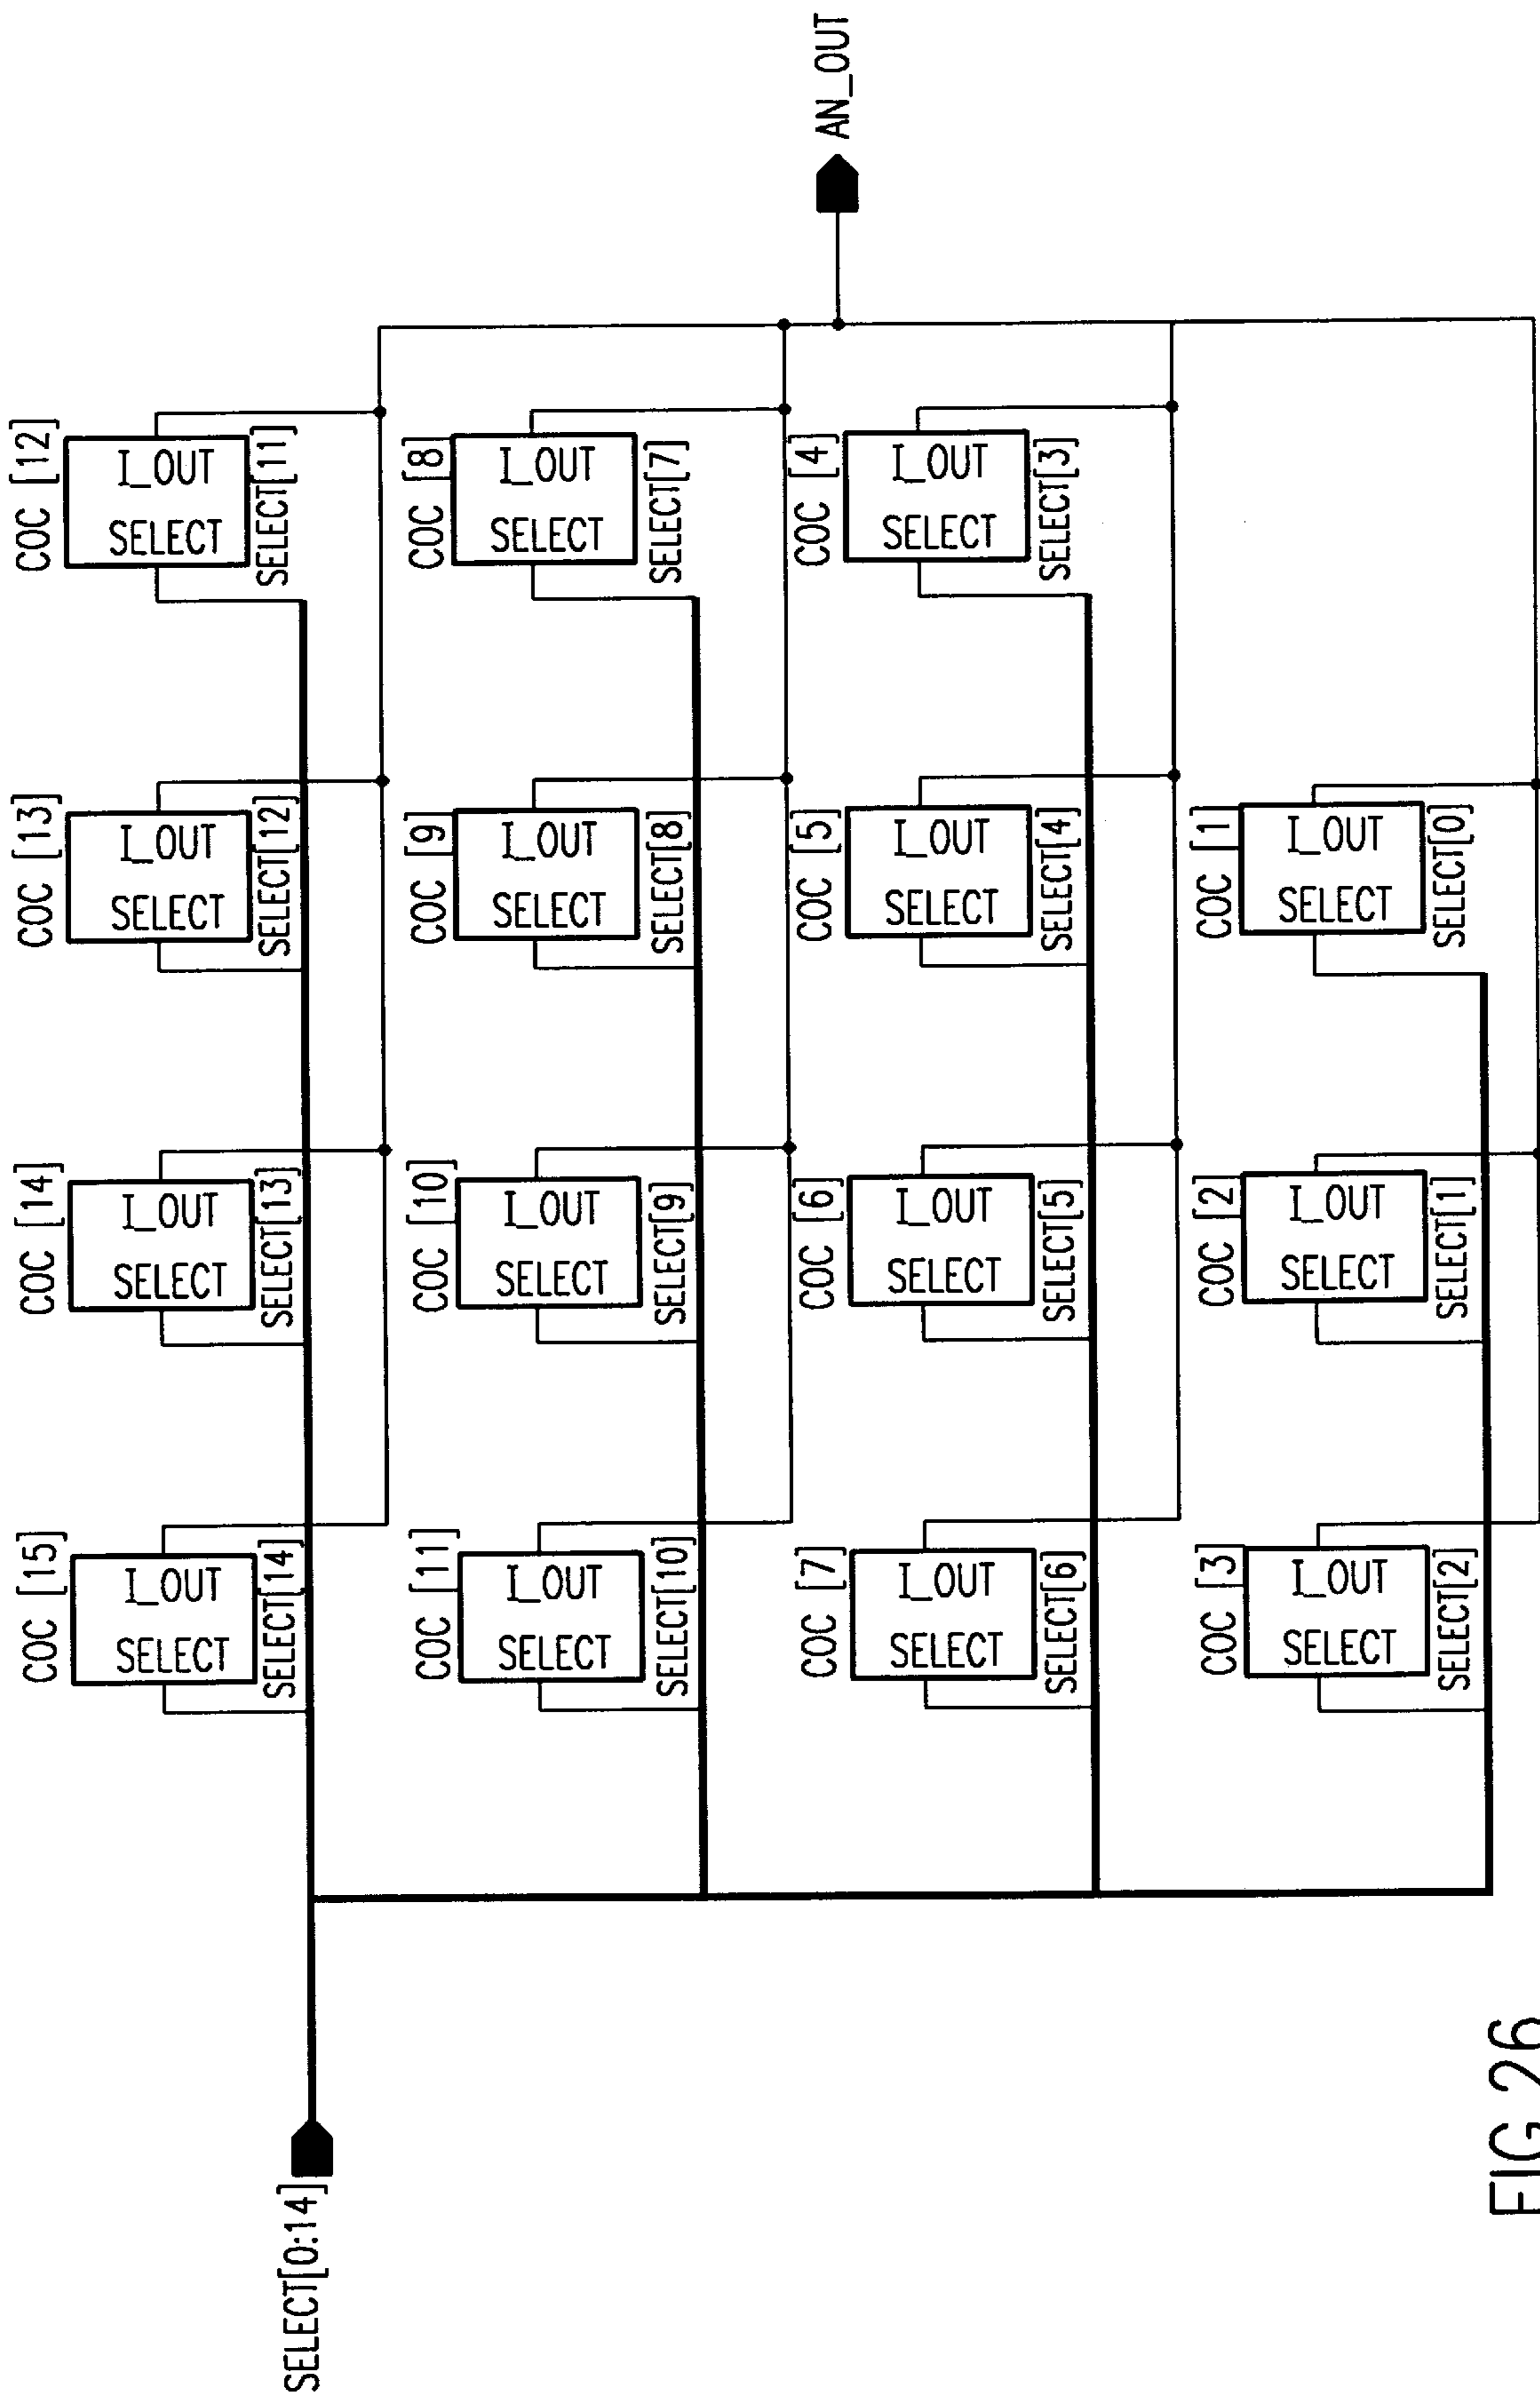 SELECT[0:14]
COC [15]
I_OUT
SELECT
SELECT[14]
COC [14]
I_OUT
SELECT
SELECT[13]
COC [13]
I_OUT
SELECT
SELECT[12]
COC [12]
I_OUT
SELECT
SELECT[11]
COC [11]
I_OUT
SELECT
SELECT[10]
COC [10]
I_OUT
SELECT
SELECT[9]
COC [9]
I_OUT
SELECT
SELECT[8]
COC [8]
I_OUT
SELECT
SELECT[7]
COC [7]
I_OUT
SELECT
SELECT[6]
COC [6]
I_OUT
SELECT
SELECT[5]
COC [5]
I_OUT
SELECT
SELECT[4]
COC [4]
I_OUT
SELECT
SELECT[3]
COC [3]
I_OUT
SELECT
SELECT[2]
COC [2]
I_OUT
SELECT
SELECT[1]
COC [1]
I_OUT
SELECT
SELECT[0]
AN_OUT
FIG.26